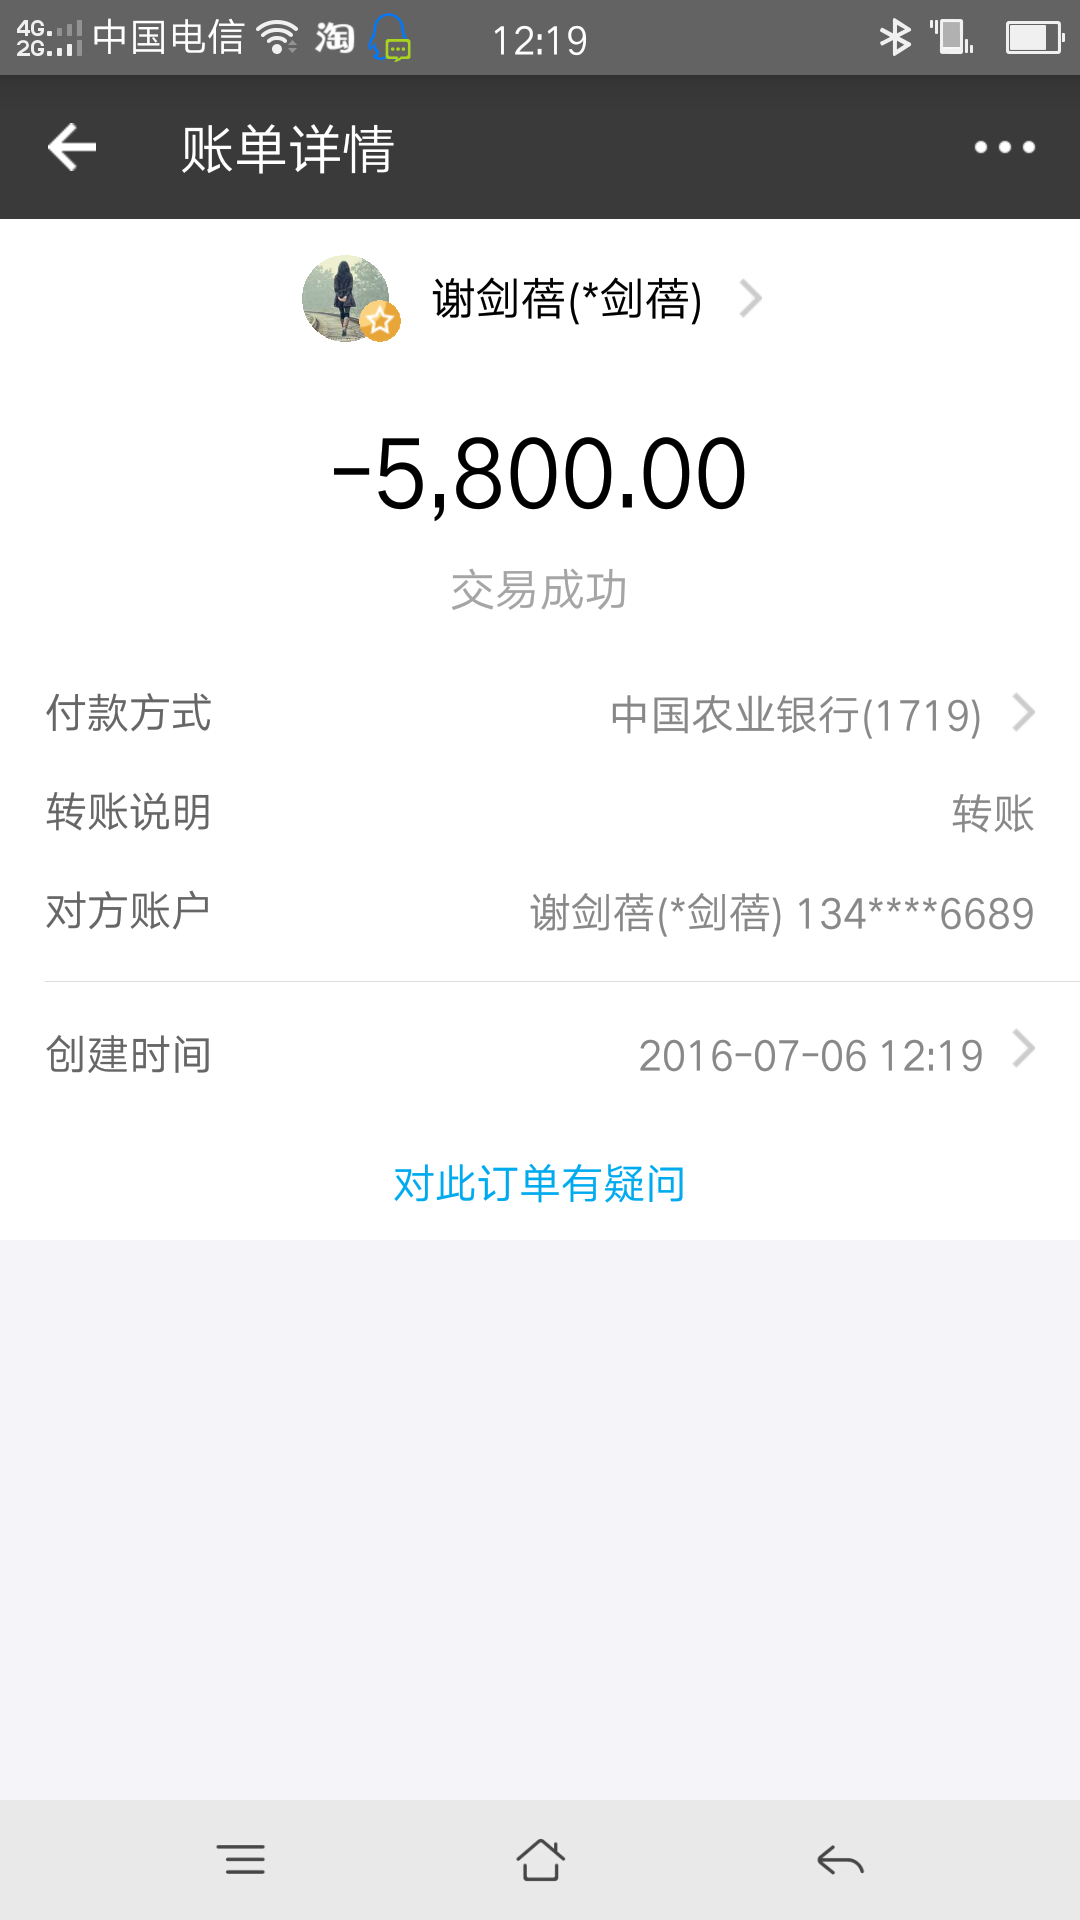 4G 2G 中国电信 淘 12:19
账单详情
谢剑蓓(*剑蓓)
-5,800.00
交易成功
付款方式 中国农业银行(1719)
转账说明 转账
对方账户 谢剑蓓(*剑蓓) 134****6689
创建时间 2016-07-06 12:19
对此订单有疑问